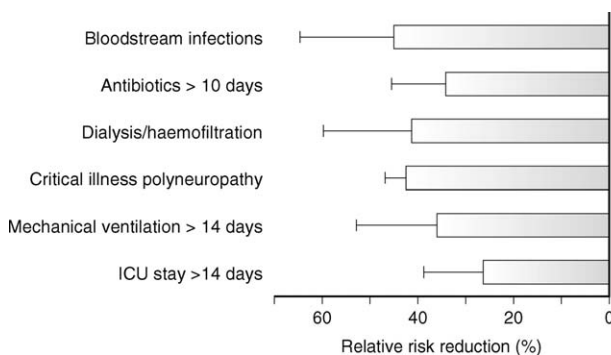 Bloodstream infections
Antibiotics > 10 days
Dialysis/haemofiltration
Critical illness polyneuropathy
Mechanical ventilation > 14 days
ICU stay >14 days
60 40 20 0
Relative risk reduction (%)